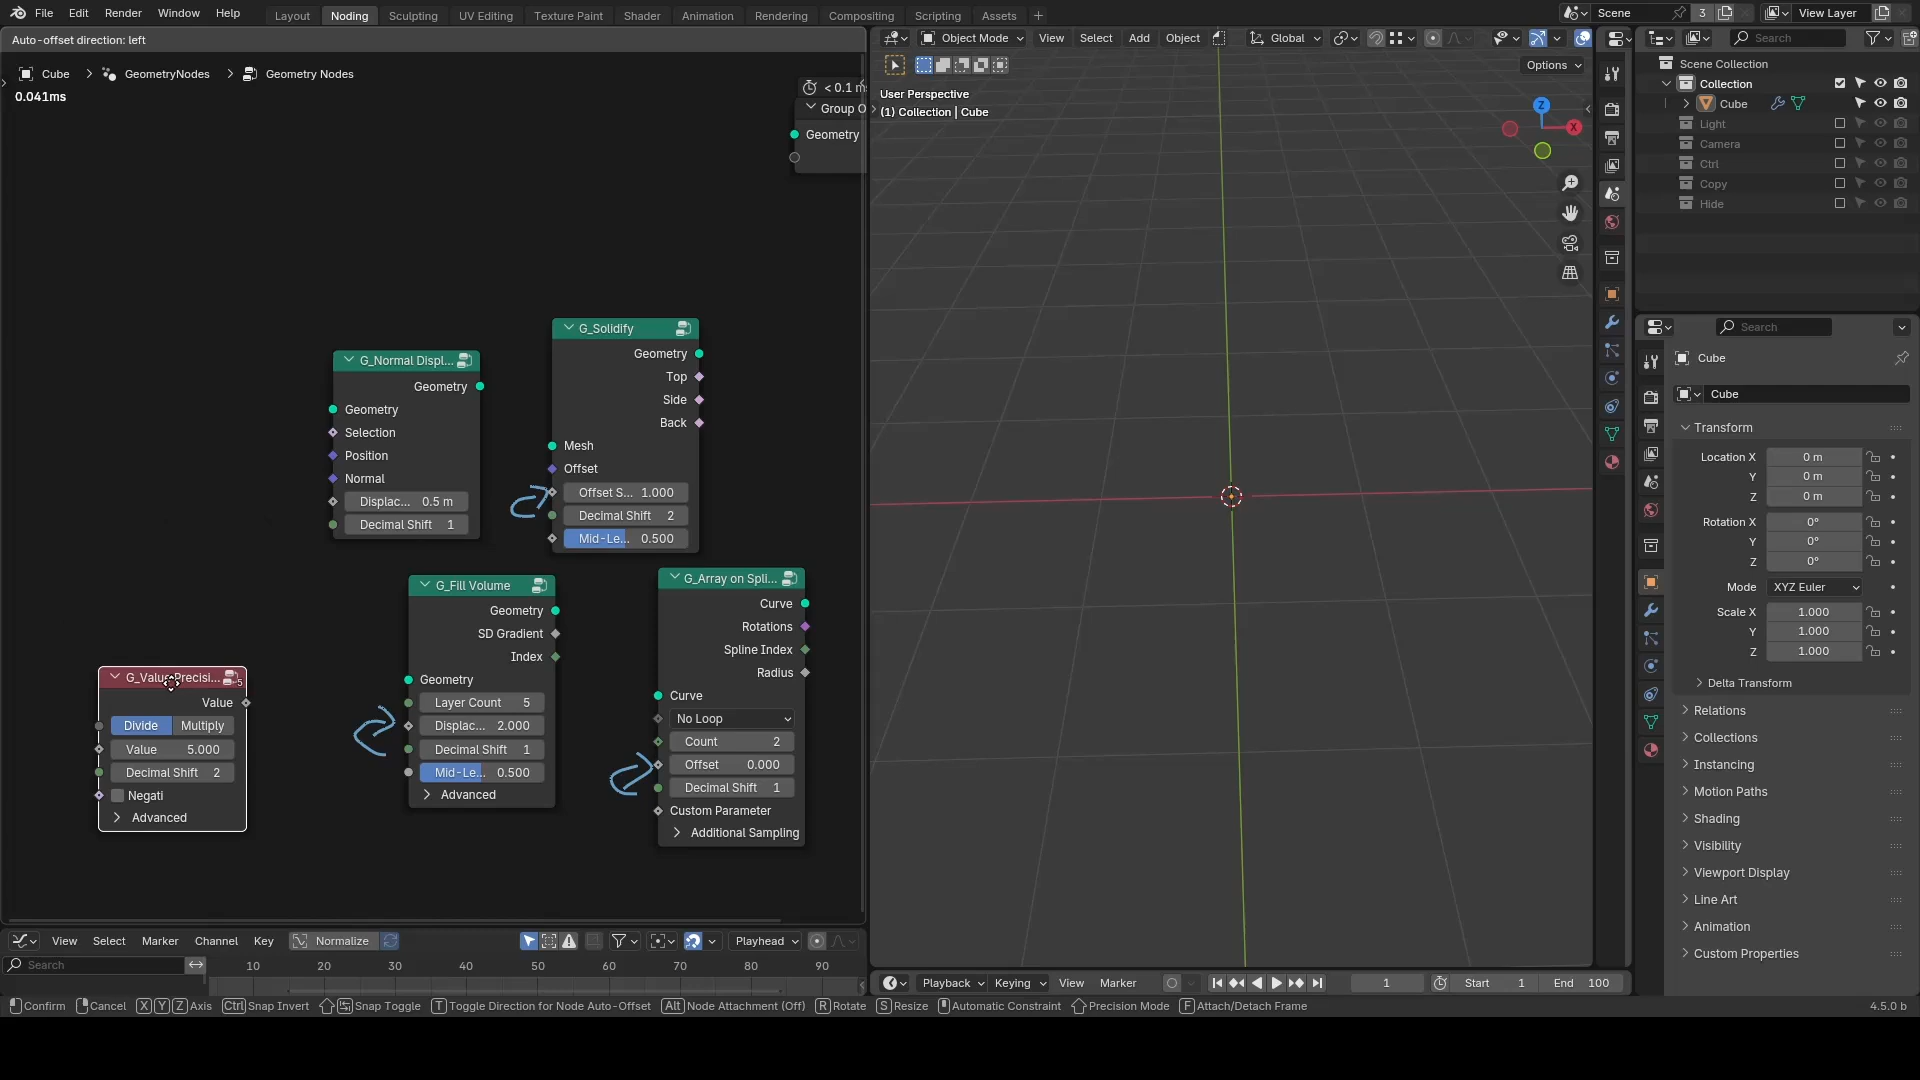 File Edit Render Window Help Layout Noding Sculpting UV Editing Texture Paint Shader Animation Rendering Compositing Scripting Assets Scene 3 View Layer
Auto-offset direction: left
Object Mode View Select Add Object Global
Search
Cube GeometryNodes Geometry Nodes
0.041ms
Options
< 0.1 m
Group O
Geometry
User Perspective
(1) Collection | Cube
Z
X
Scene Collection
Collection
Cube
Light
Camera
Ctrl
Copy
Hide
G_Normal Displ...
Geometry
Geometry
Selection
Position
Normal
Displac... 0.5 m
Decimal Shift 1
G_Solidify
Geometry
Top
Side
Back
Mesh
Offset
Offset S... 1.000
Decimal Shift 2
Mid-Le... 0.500
G_Fill Volume
Geometry
SD Gradient
Index
Geometry
Layer Count 5
Displac... 2.000
Decimal Shift 1
Mid-Le... 0.500
Advanced
G_Array on Spli...
Curve
Rotations
Spline Index
Radius
Curve
No Loop
Count 2
Offset 0.000
Decimal Shift 1
Custom Parameter
Additional Sampling
G_Value Precisi... 5
Value
Divide Multiply
Value 5.000
Decimal Shift 2
Negati
Advanced
Search
Cube
Cube
Transform
Location X 0 m
Y 0 m
Z 0 m
Rotation X 0°
Y 0°
Z 0°
Mode XYZ Euler
Scale X 1.000
Y 1.000
Z 1.000
Delta Transform
Relations
Collections
Instancing
Motion Paths
Shading
Visibility
Viewport Display
Line Art
Animation
Custom Properties
View Select Marker Channel Key Normalize Playhead
Search 10 20 30 40 50 60 70 80 90
Playback Keying View Marker 1 Start 1 End 100
Confirm Cancel X Y Z Axis Ctrl Snap Invert Snap Toggle T Toggle Direction for Node Auto-Offset Alt Node Attachment (Off) R Rotate S Resize Automatic Constraint Precision Mode F Attach/Detach Frame 4.5.0 b